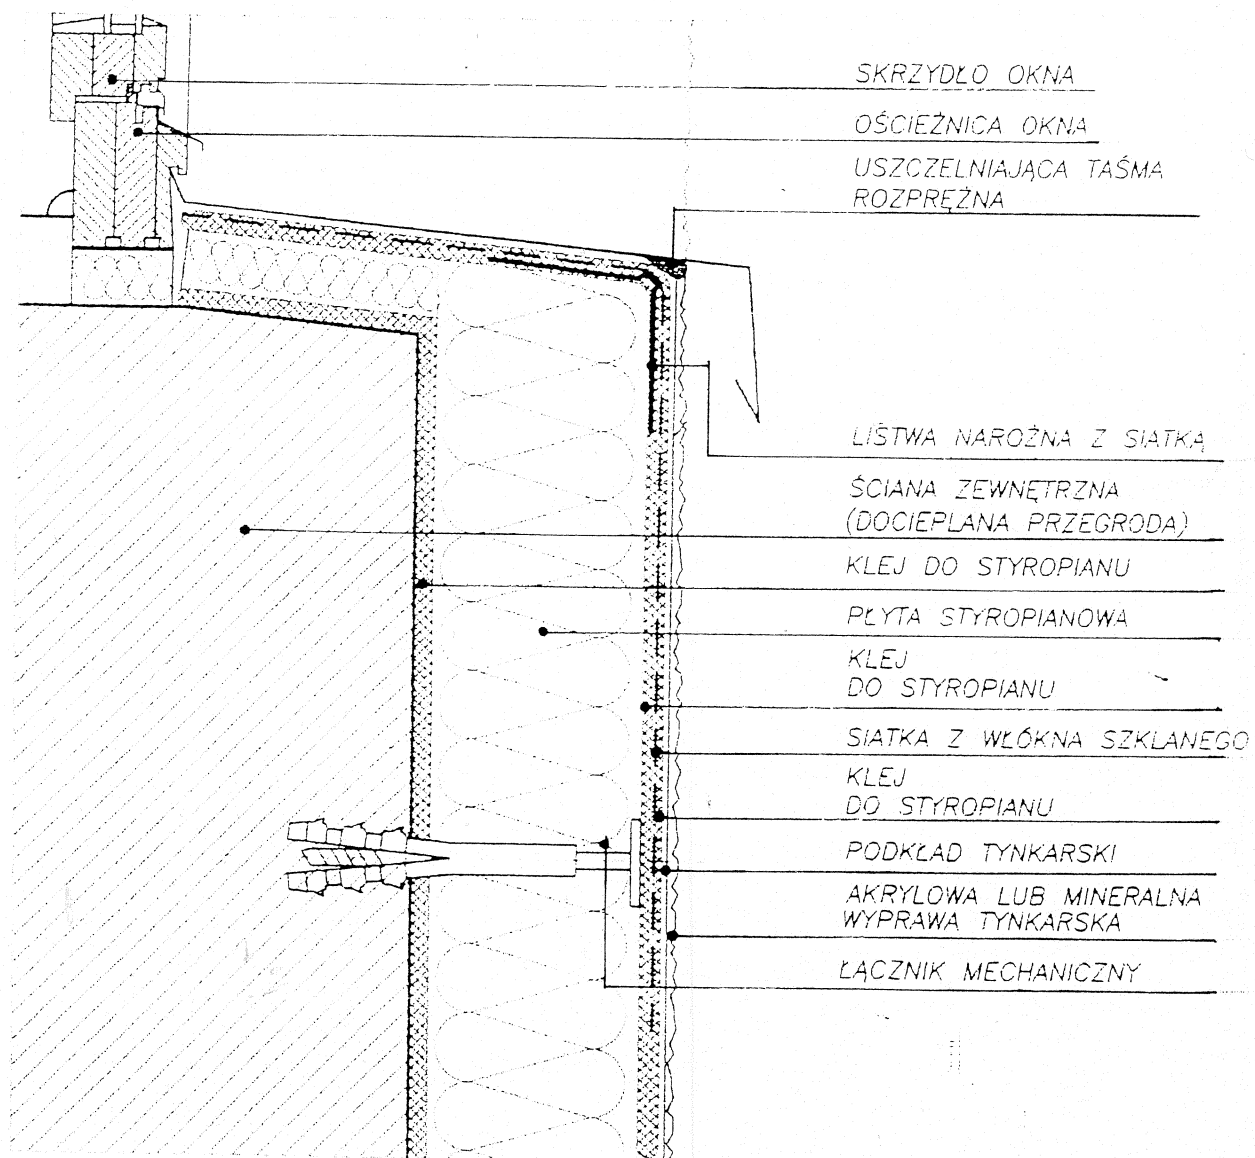 SKRZYDŁO OKNA
OŚCIEŻNICA OKNA
USZCZELNIAJĄCA TAŚMA
ROZPRĘŻNA
LISTWA NAROŻNA Z SIATKĄ
ŚCIANA ZEWNĘTRZNA
(DOCIEPLANA PRZEGRODA)
KLEJ DO STYROPIANU
PŁYTA STYROPIANOWA
KLEJ
DO STYROPIANU
SIATKA Z WŁÓKNA SZKLANEGO
KLEJ
DO STYROPIANU
PODKŁAD TYNKARSKI
AKRYLOWA LUB MINERALNA
WYPRAWA TYNKARSKA
ŁĄCZNIK MECHANICZNY